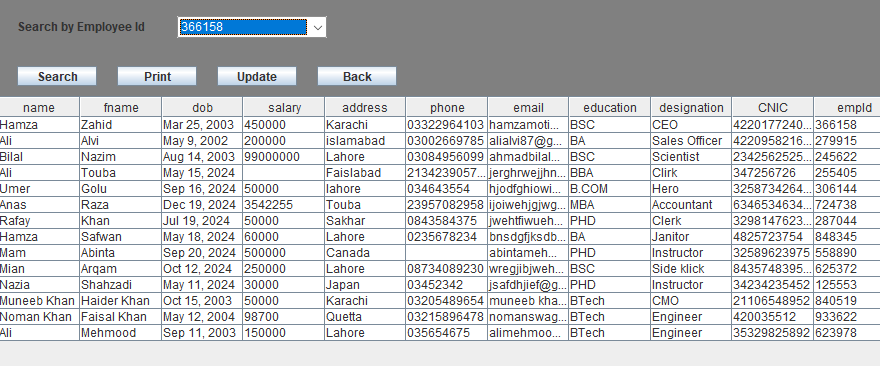 Search by Employee Id 366158
Search Print Update Back
name fname dob salary address phone email education designation CNIC empId
Hamza Zahid Mar 25, 2003 450000 Karachi 03322964103 hamzamoti... BSC CEO 4220177240... 366158
Ali Alvi May 9, 2002 200000 islamabad 03002669785 alialvi87@g... BA Sales Officer 4220958216... 279915
Bilal Nazim Aug 14, 2003 99000000 Lahore 03084956099 ahmadbilal... BSC Scientist 2342562525... 245622
Ali Touba May 15, 2024 Faislabad 2134239057... jerghrwejjhn... BBA Clirk 347256726 255405
Umer Golu Sep 16, 2024 50000 lahore 034643554 hjodfghiowi... B.COM Hero 3258734264... 306144
Anas Raza Dec 19, 2024 3542255 Touba 23957082958 ijoiwehjgjwg... MBA Accountant 6346534634... 724738
Rafay Khan Jul 19, 2024 50000 Sakhar 0843584375 jwehtfiwueh... PHD Clerk 3298147623... 287044
Hamza Safwan May 18, 2024 60000 Lahore 0235678234 bnsdgfjksdb... BA Janitor 4825723754 848345
Mam Abinta Sep 20, 2024 500000 Canada abintameh... PHD Instructor 32589623975 558890
Mian Arqam Oct 12, 2024 250000 Lahore 08734089230 wregjibjweh... BSC Side klick 8435748395... 625372
Nazia Shahzadi May 11, 2024 30000 Japan 03452342 jsafdhjief@g... PHD Instructor 34234235452 125553
Muneeb Khan Haider Khan Oct 15, 2003 50000 Karachi 03205489654 muneeb kha... BTech CMO 21106548952 840519
Noman Khan Faisal Khan May 12, 2004 98700 Quetta 03215896478 nomanswag... BTech Engineer 420035512 933622
Ali Mehmood Sep 11, 2003 150000 Lahore 035654675 alimehmoo... BTech Engineer 35329825892 623978